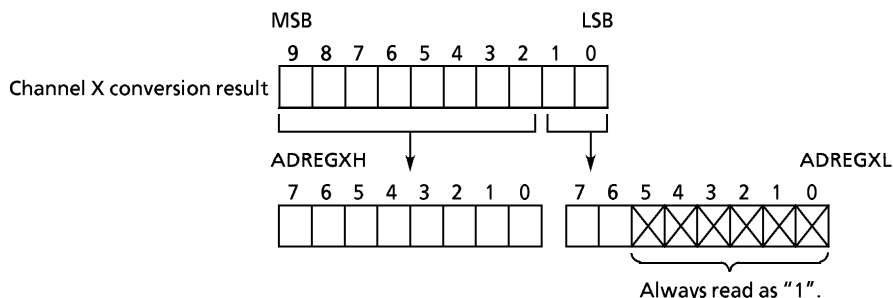 MSB LSB
9 8 7 6 5 4 3 2 1 0
Channel X conversion result
ADREGXH ADREGXL
7 6 5 4 3 2 1 0 7 6 5 4 3 2 1 0
Always read as "1".